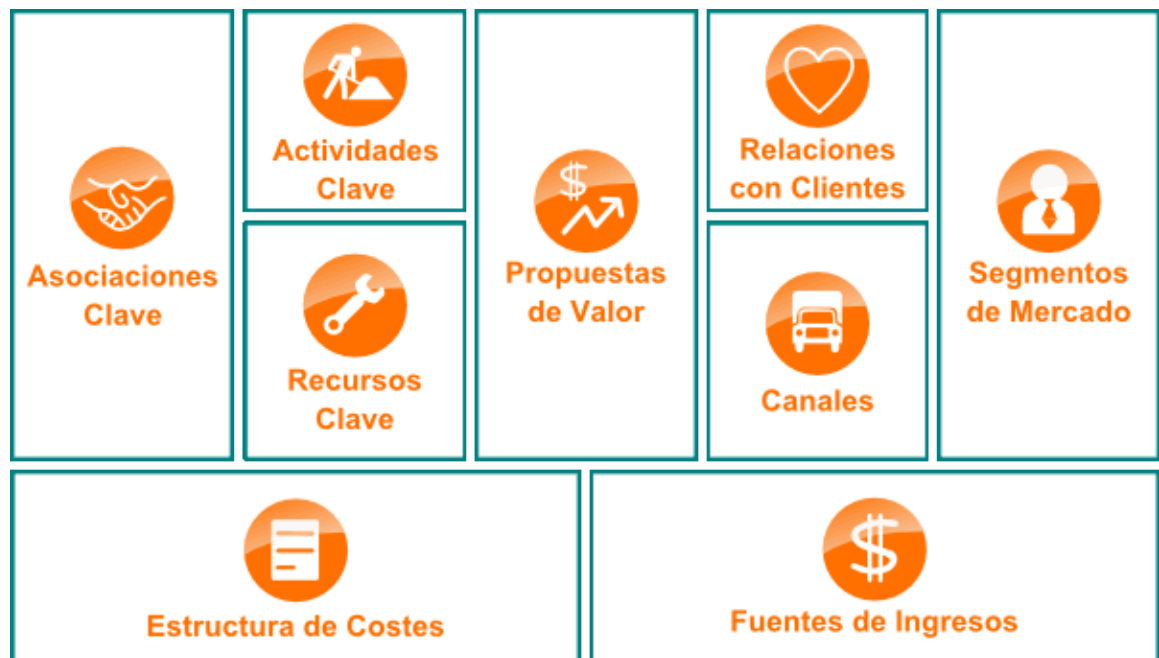 Asociaciones
Clave
Actividades
Clave
Recursos
Clave
Propuestas
de Valor
Relaciones
con Clientes
Canales
Segmentos
de Mercado
Estructura de Costes
Fuentes de Ingresos